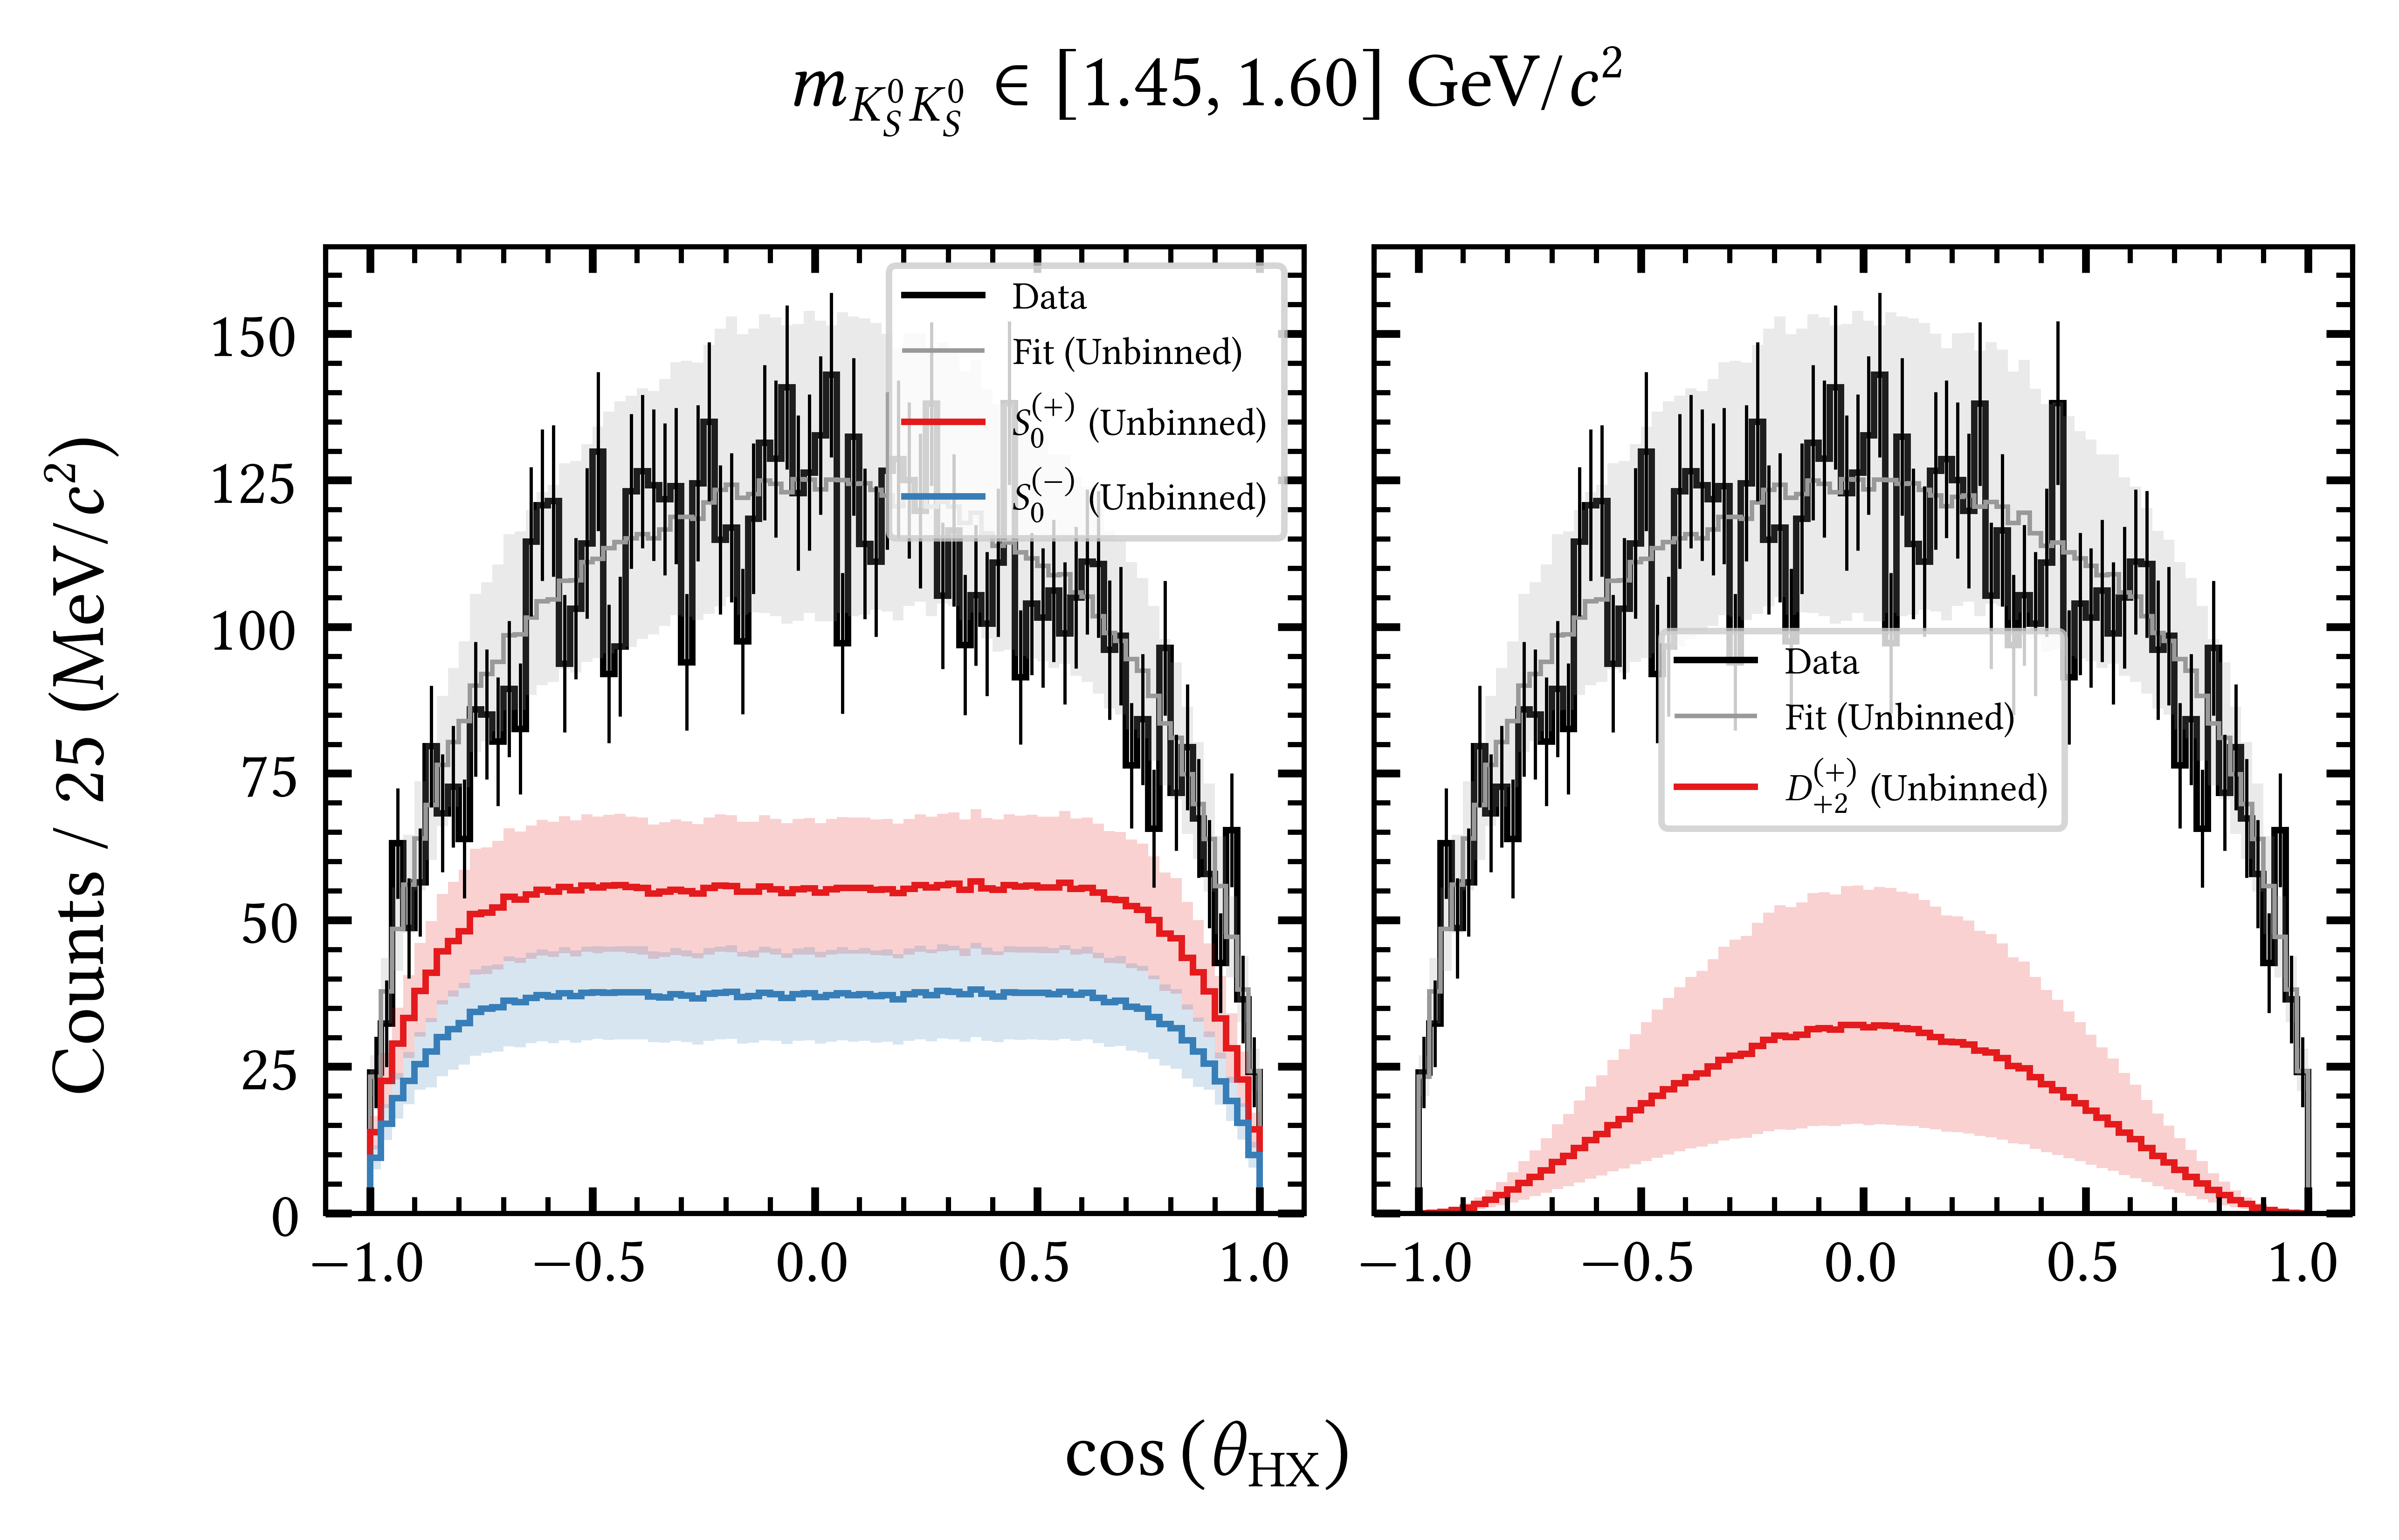 m_{K_S^0 K_S^0} ∈ [1.45, 1.60] GeV/c²
Counts / 25 (MeV/c²)
150
125
100
75
50
25
0
Data
Fit (Unbinned)
S_0^{(+)} (Unbinned)
S_0^{(−)} (Unbinned)
−1.0 −0.5 0.0 0.5 1.0
Data
Fit (Unbinned)
D_{+2}^{(+)} (Unbinned)
−1.0 −0.5 0.0 0.5 1.0
cos (θ_{HX})